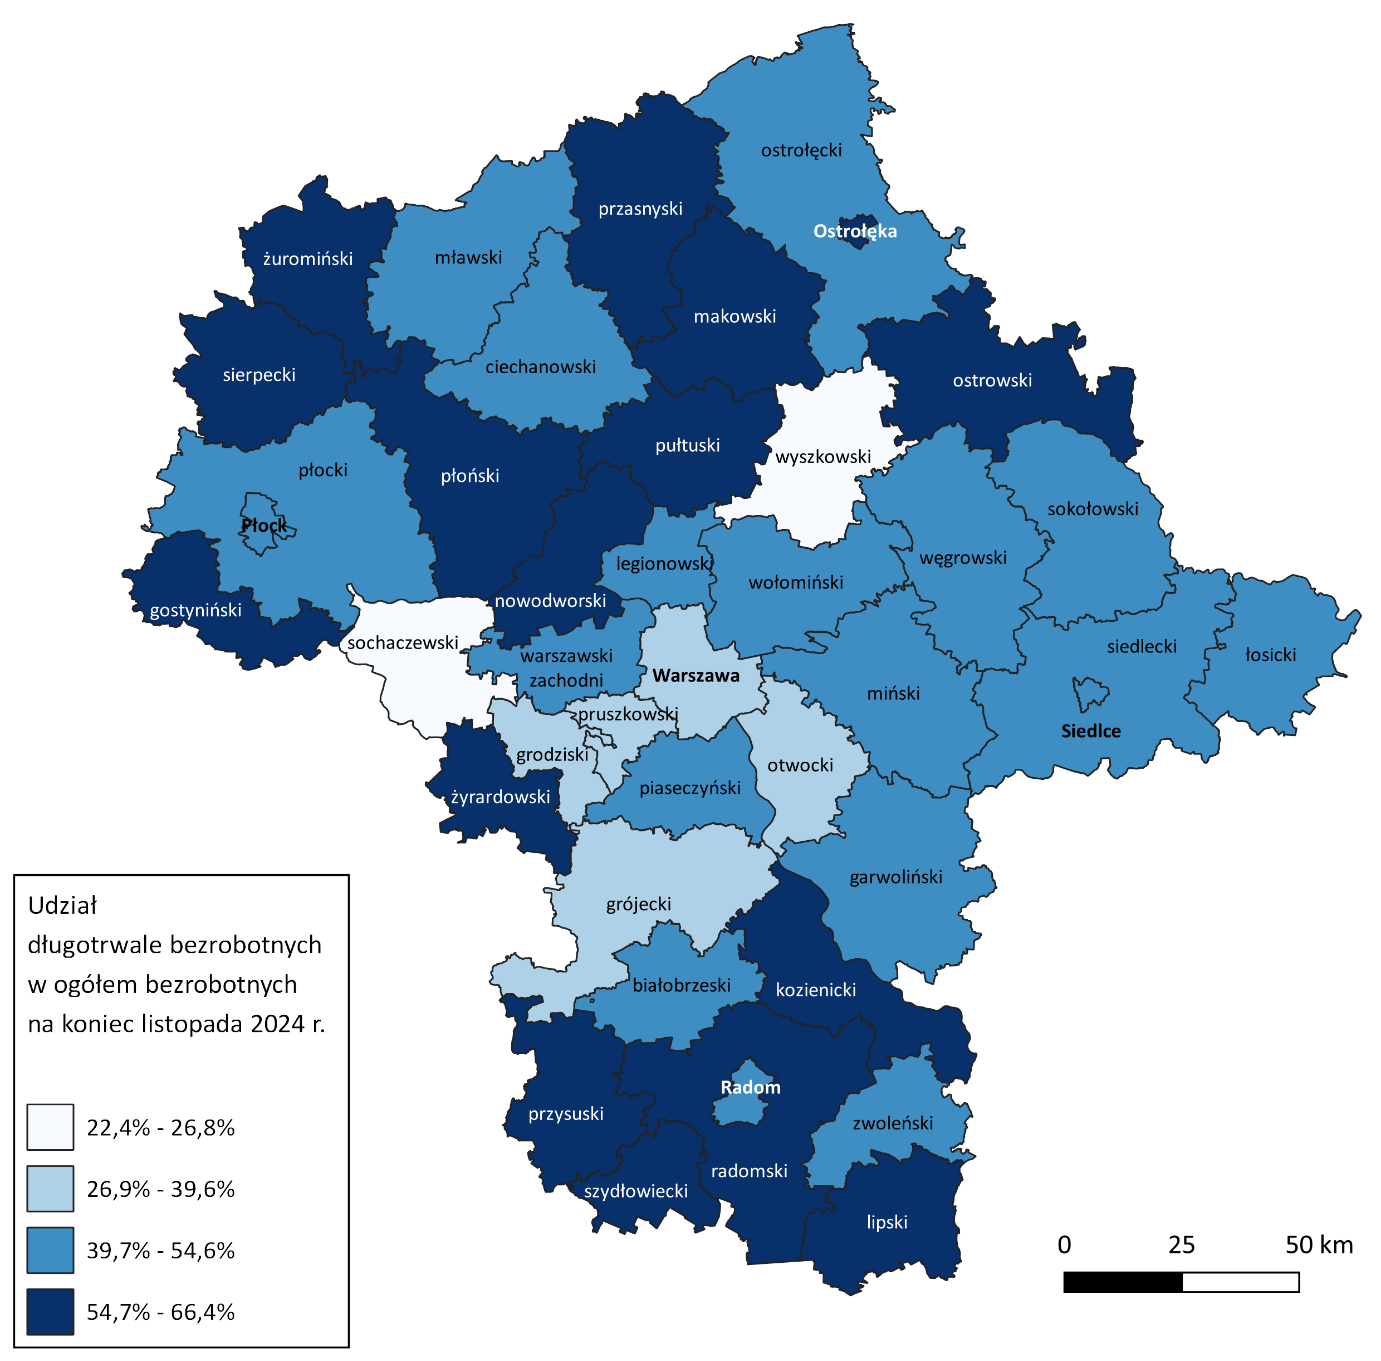 ostrołęcki
przasnyski
Ostrołęka
mławski
żuromiński
makowski
ciechanowski
sierpecki
ostrowski
pułtuski
wyszkowski
płocki
płoński
sokołowski
Płock
węgrowski
legionowski
wołomiński
nowodworski
gostyniński
sochaczewski
siedlecki
łosicki
warszawski
zachodni
Warszawa
miński
pruszkowski
Siedlce
grodziski
otwocki
piaseczyński
żyrardowski
garwoliński
grójecki
białobrzeski
kozienicki
Radom
przysuski
zwoleński
radomski
szydłowiecki
lipski
Udział
długotrwale bezrobotnych
w ogółem bezrobotnych
na koniec listopada 2024 r.
22,4% - 26,8%
26,9% - 39,6%
39,7% - 54,6%
54,7% - 66,4%
0 25 50 km